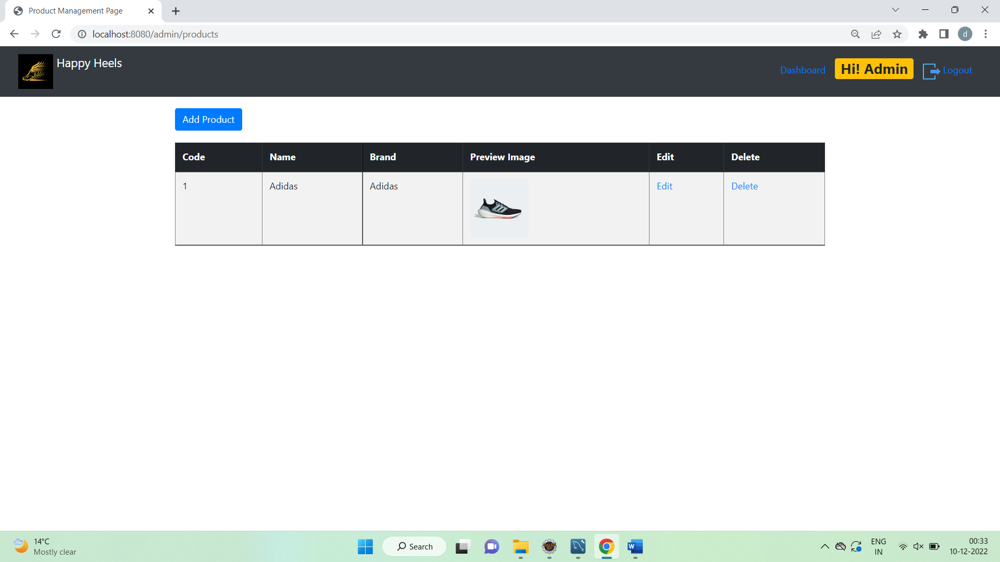 Product Management Page
localhost:8080/admin/products
d
Happy Heels
Dashboard
Hi! Admin
Logout
Add Product
Code Name Brand Preview Image Edit Delete
1 Adidas Adidas Edit Delete
14°C
Mostly clear
Search
W
ENG
IN
00:33
10-12-2022